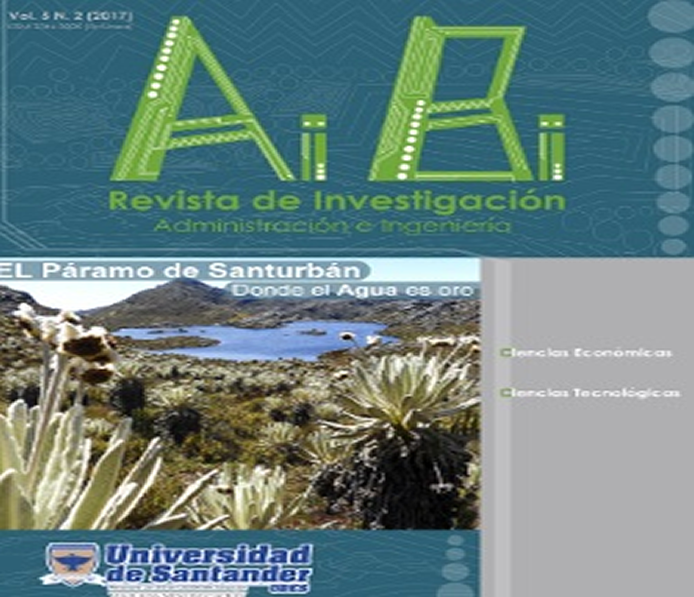 Vol. 5 N. 2 (2017)
AiBi
Revista de Investigación
Administración e Ingeniería
EL Páramo de Santurbán
Donde el Agua es oro
Ciencias Económicas
Ciencias Tecnológicas
Universidad
de Santander
UDES